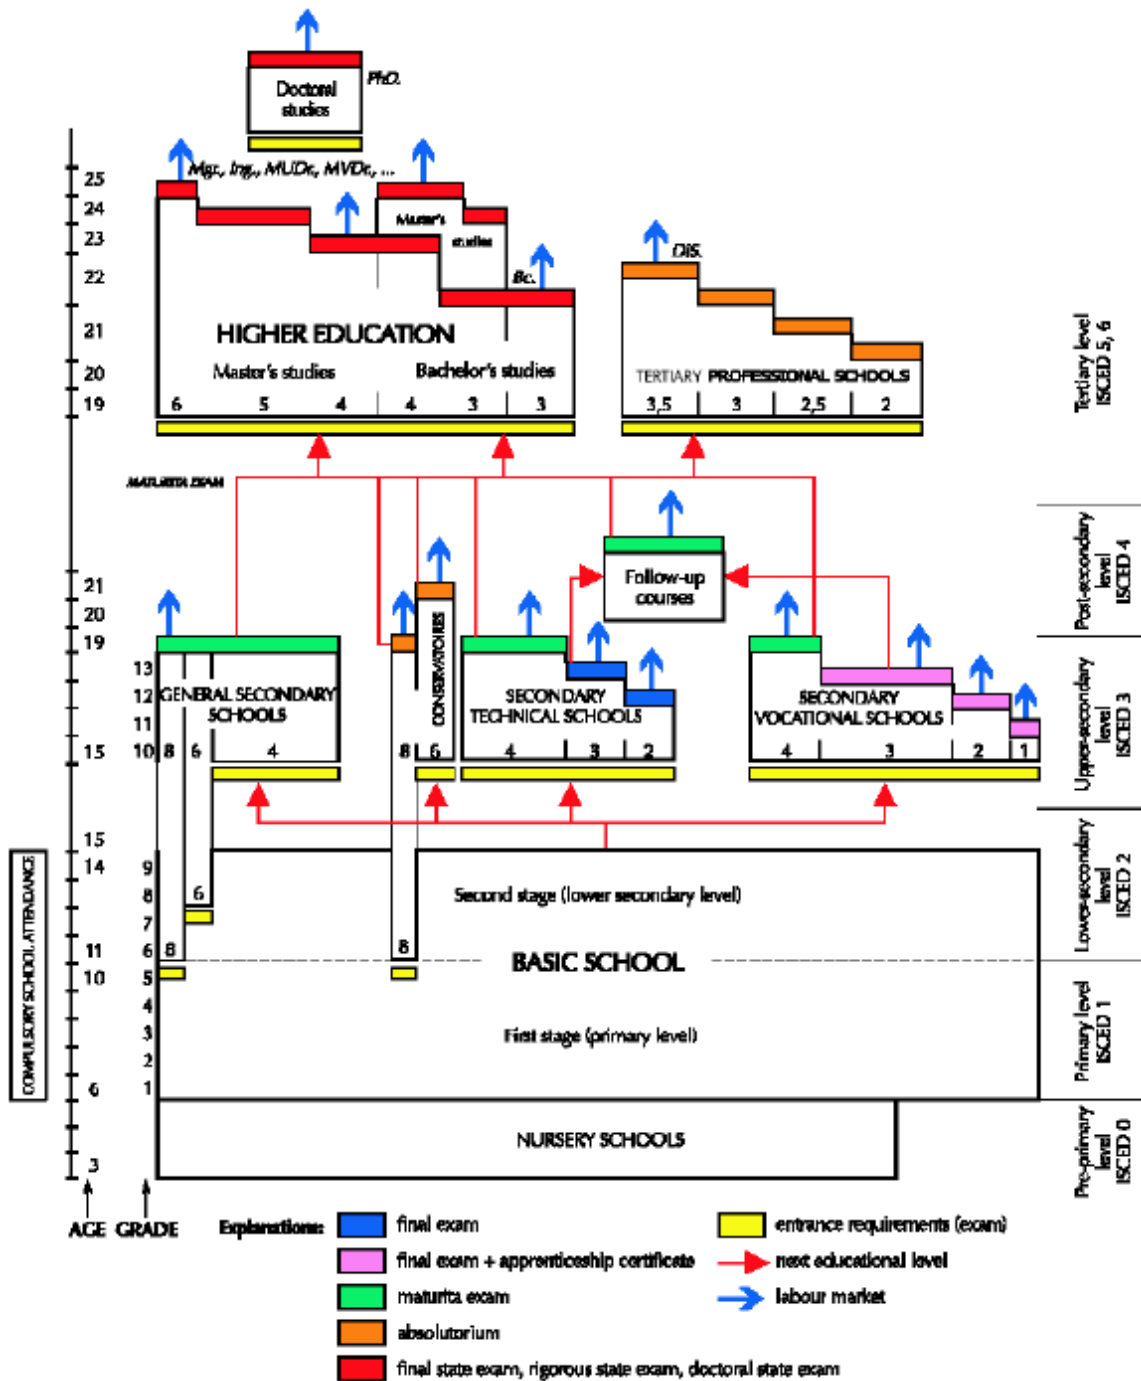 PhD.
Doctoral
studies
Mgr., Ing., MUDr., MVDr., ...
25
24
23
22
21
20
19
Master's
studies
Bc.
DiS.
HIGHER EDUCATION
Master's studies
Bachelor's studies
TERTIARY PROFESSIONAL SCHOOLS
6
5
4
4
3
3
3,5
3
2,5
2
Tertiary level
ISCED 5, 6
MATURITA EXAM
Follow-up
courses
Post-secondary
level
ISCED 4
21
20
19
15
13
12
11
10
GENERAL SECONDARY
SCHOOLS
8
6
4
CONSERVATOIRES
8
6
SECONDARY
TECHNICAL SCHOOLS
4
3
2
SECONDARY
VOCATIONAL SCHOOLS
4
3
2
1
Upper-secondary
level
ISCED 3
COMPULSORY SCHOOL ATTENDANCE
15
14
11
10
6
3
9
8
7
6
5
4
3
2
1
6
8
8
Second stage (lower secondary level)
BASIC SCHOOL
First stage (primary level)
Lower-secondary
level
ISCED 2
Primary level
ISCED 1
NURSERY SCHOOLS
Pre-primary
level
ISCED 0
AGE GRADE
Explanations:
final exam
final exam + apprenticeship certificate
maturita exam
absolutorium
final state exam, rigorous state exam, doctoral state exam
entrance requirements (exam)
next educational level
labour market